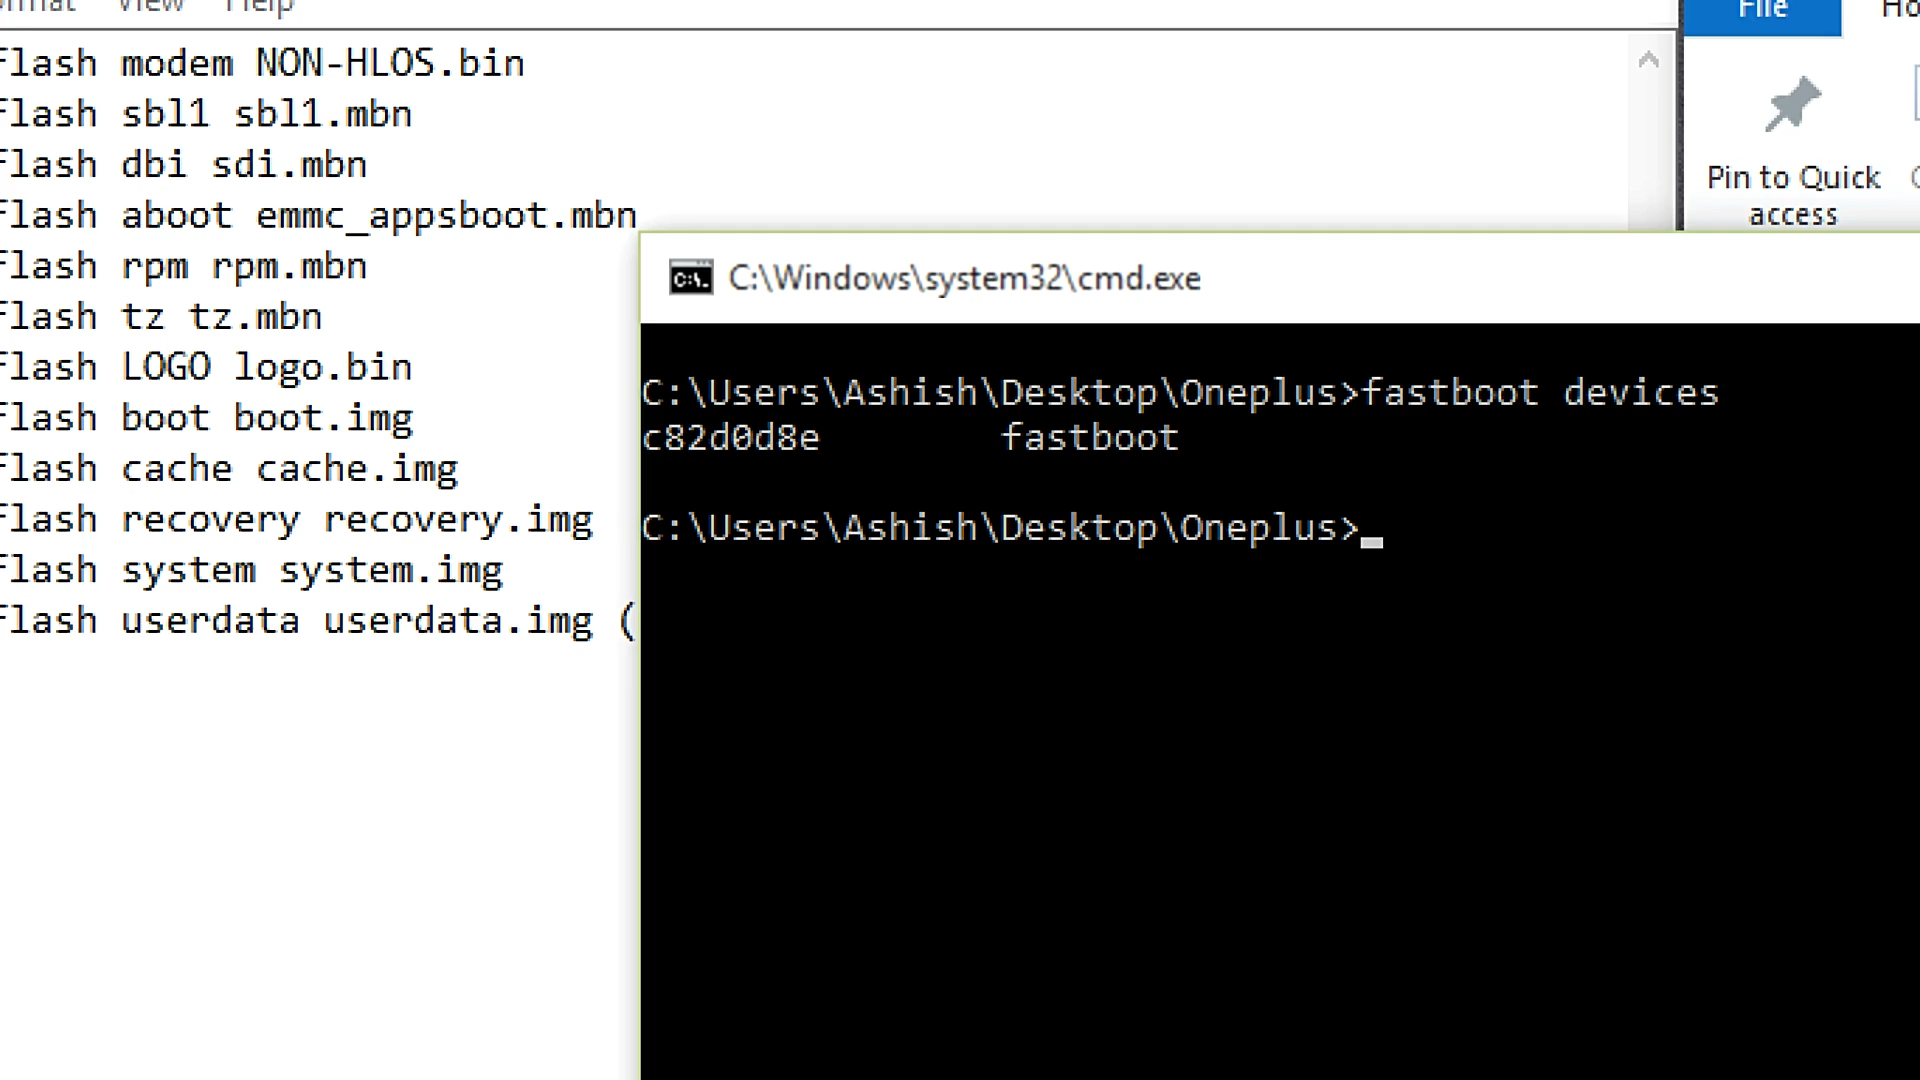 View Help
flash modem NON-HLOS.bin
flash sbl1 sbl1.mbn
flash dbi sdi.mbn
flash aboot emmc_appsboot.mbn
flash rpm rpm.mbn
flash tz tz.mbn
flash LOGO logo.bin
flash boot boot.img
flash cache cache.img
flash recovery recovery.img
flash system system.img
flash userdata userdata.img (
File
Pin to Quick
access
C:\Windows\system32\cmd.exe
C:\Users\Ashish\Desktop\Oneplus>fastboot devices
c82d0d8e fastboot
C:\Users\Ashish\Desktop\Oneplus>